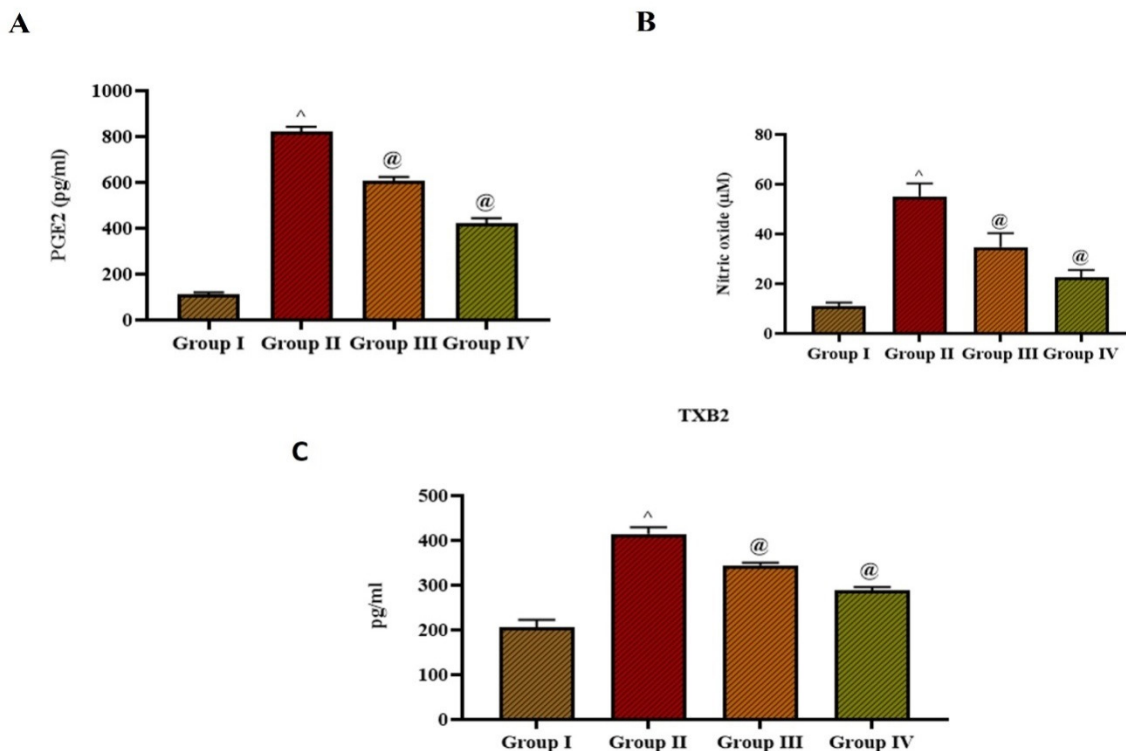 A
PGE2 (pg/ml)
1000
800
600
400
200
0
^
@
@
Group I Group II Group III Group IV
B
Nitric oxide (µM)
80
60
40
20
0
^
@
@
Group I Group II Group III Group IV
TXB2
C
pg/ml
500
400
300
200
100
0
^
@
@
Group I Group II Group III Group IV